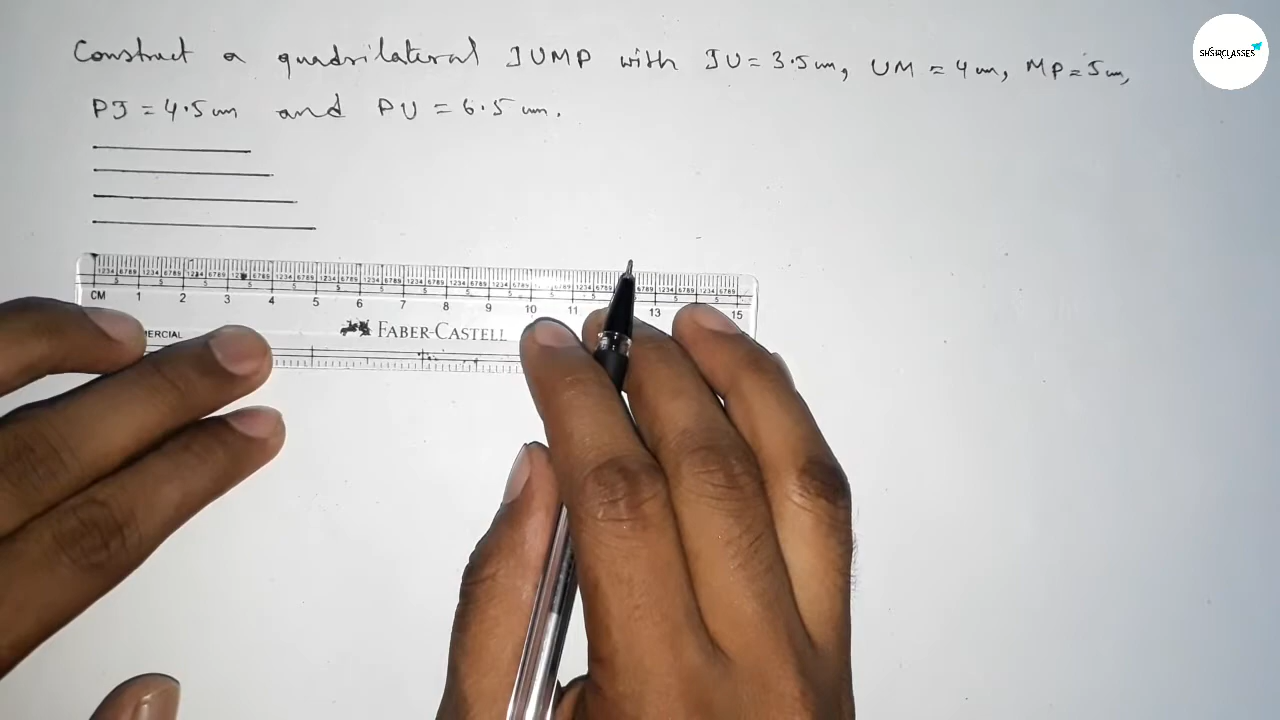 Construct a quadrilateral JUMP with JU = 3.5 cm, UM = 4 cm, MP = 5 cm,
PJ = 4.5 cm and PU = 6.5 cm.
SHSIRCLASSES
CM 1 2 3 4 5 6 7 8 9 10 11 13 15
ERCIAL FABER-CASTELL